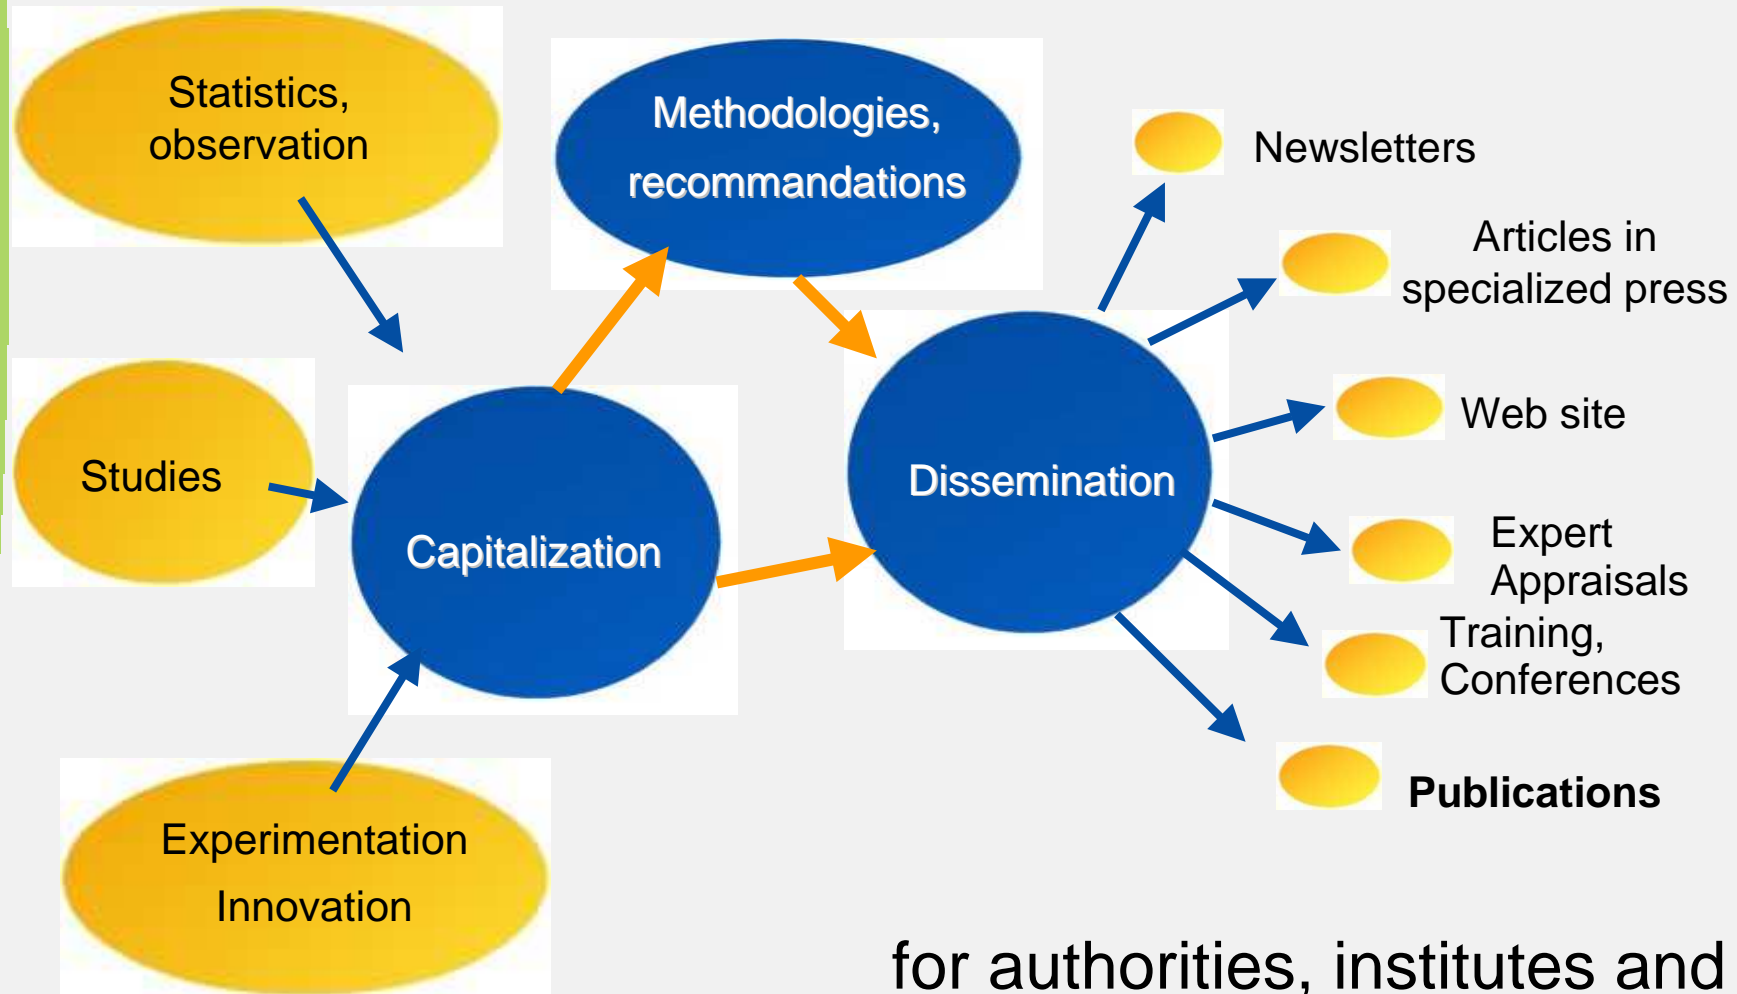 Statistics,
observation
Methodologies,
recommandations
Newsletters
Articles in
specialized press
Studies
Capitalization
Dissemination
Web site
Expert
Appraisals
Training,
Conferences
Publications
Experimentation
Innovation
for authorities, institutes and